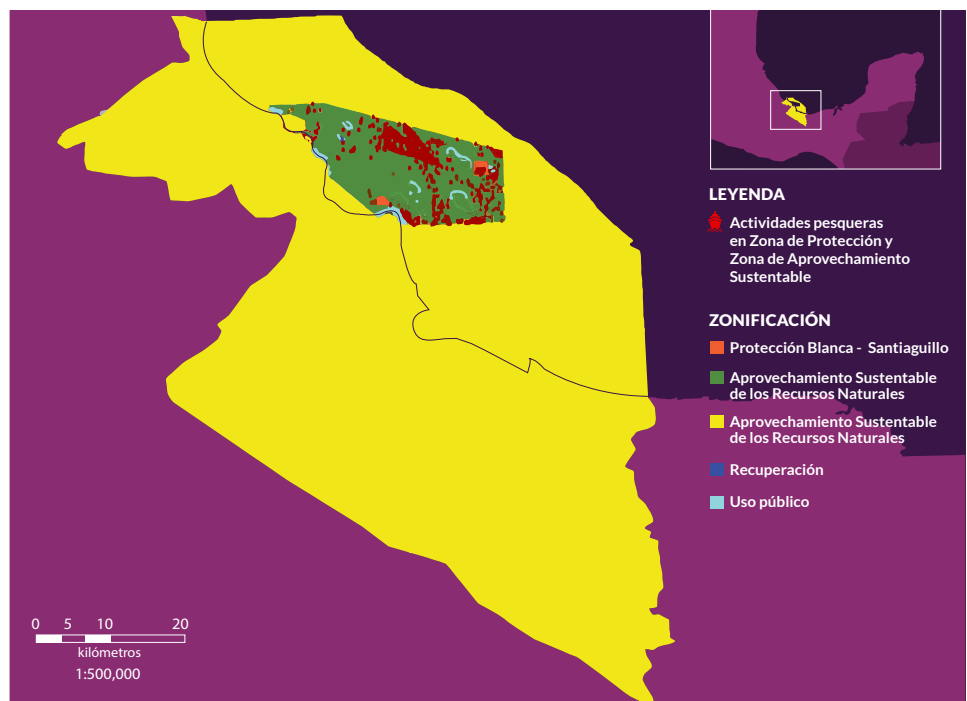 LEYENDA
Actividades pesqueras
en Zona de Protección y
Zona de Aprovechamiento
Sustentable
ZONIFICACIÓN
Protección Blanca - Santiaguillo
Aprovechamiento Sustentable
de los Recursos Naturales
Aprovechamiento Sustentable
de los Recursos Naturales
Recuperación
Uso público
0 5 10 20
kilómetros
1:500,000